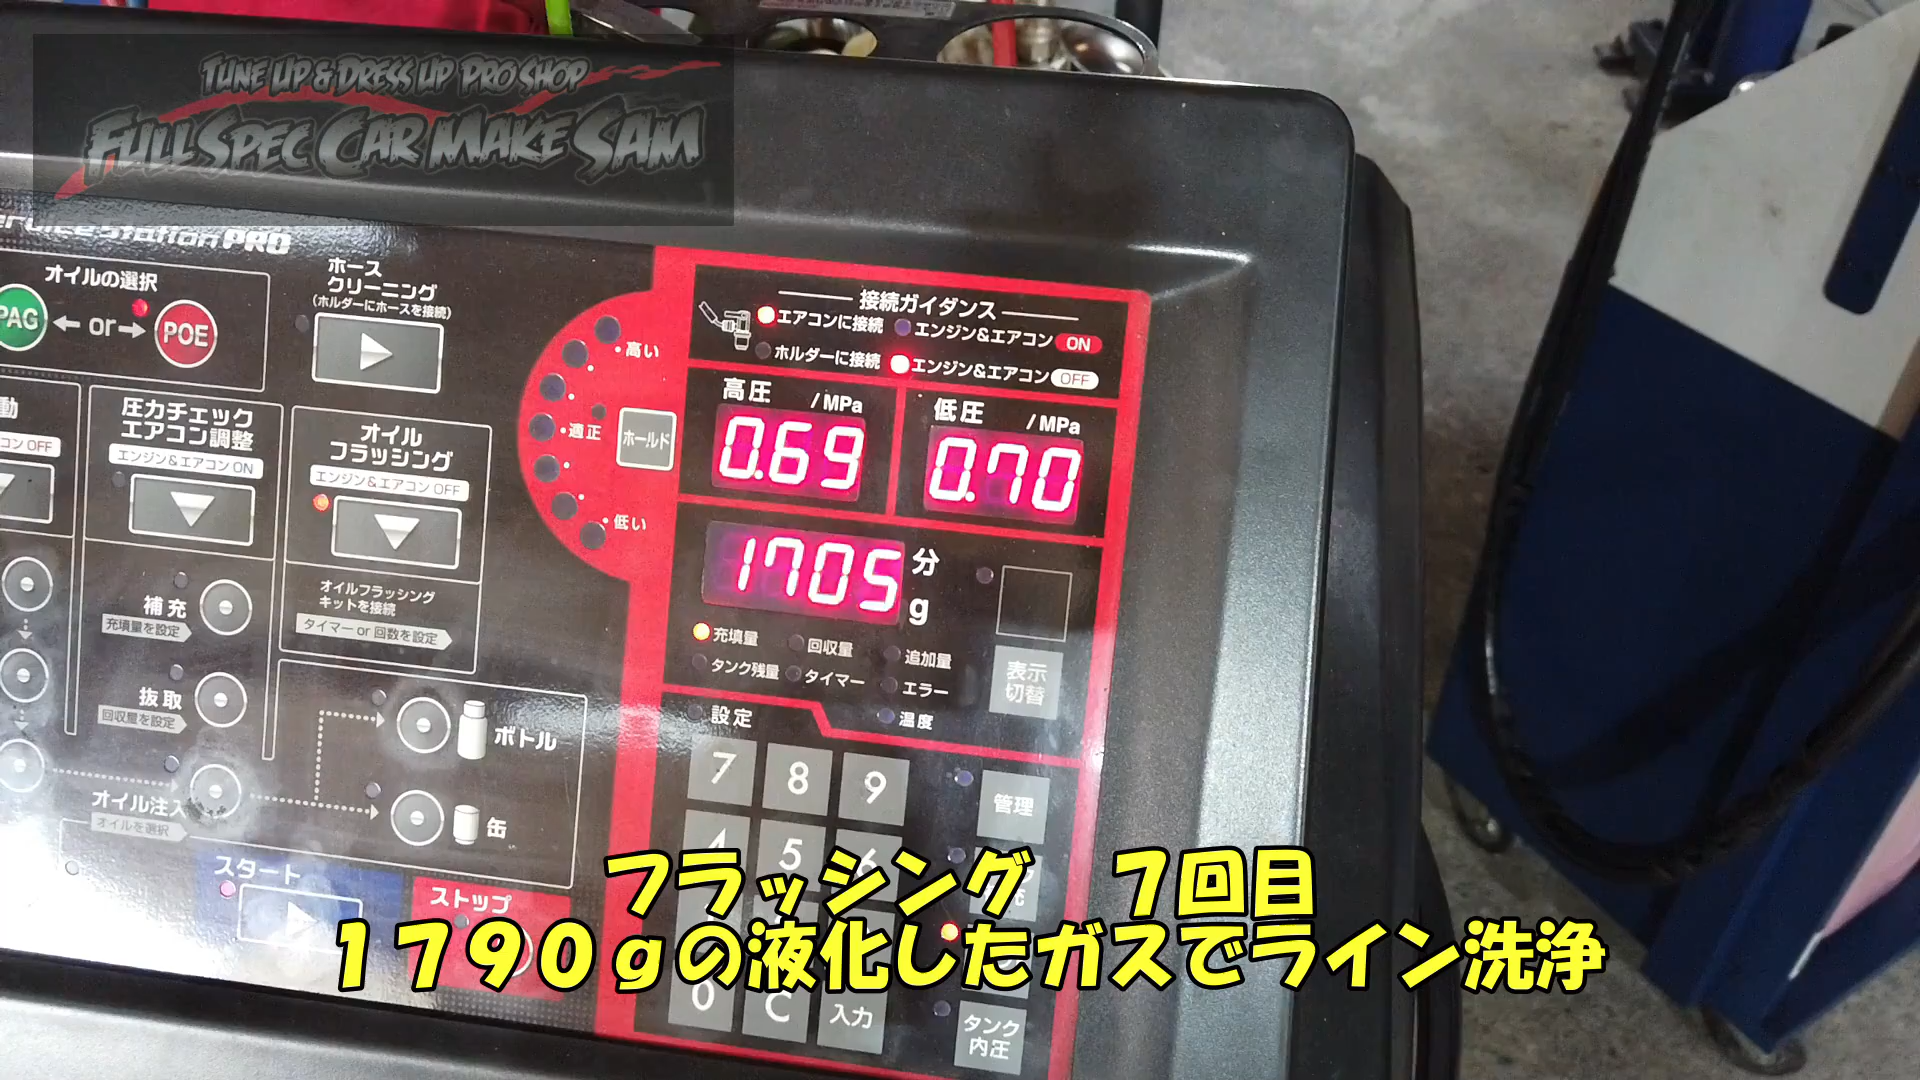 TUNE UP & DRESS UP PRO SHOP
FULL SPEC CAR MAKE SAM
Station PRO
オイルの選択
PAG
or
POE
ホース
クリーニング
(ホルダーにホースを接続)
接続ガイダンス
エアコンに接続
エンジン&エアコン ON
ホルダーに接続
エンジン&エアコン OFF
高い
適正
低い
ホールド
高圧 /MPa
0.69
低圧 /MPa
0.70
1705
分
g
充填量
回収量
追加量
タンク残量
タイマー
エラー
設定
温度
表示
切替
圧力チェック
エアコン調整
エンジン&エアコン ON
オイル
フラッシング
エンジン&エアコン OFF
オイルフラッシング
キットを接続
タイマー or 回数を設定
補充
充填量を設定
抜取
回収量を設定
オイル注入
オイルを選択
ボトル
缶
スタート
ストップ
7
8
9
管理
4
5
6
0
C
入力
タンク
内圧
フラッシング 7回目
1790gの液化したガスでライン洗浄